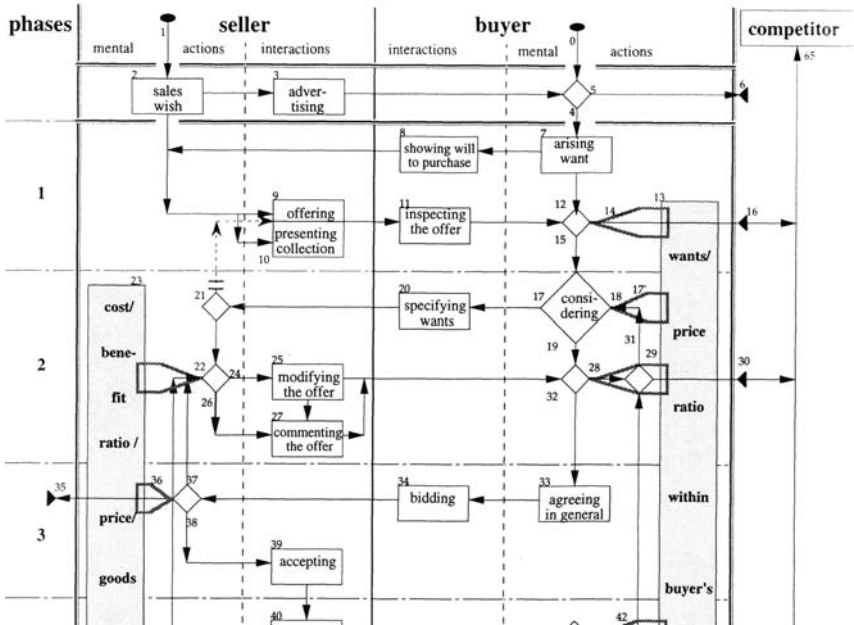 phases
seller
buyer
competitor
mental
actions
interactions
interactions
mental
actions
1
0
65
2
sales
wish
3
adver-
tising
5
4
6
1
8
showing will
to purchase
7
arising
want
9
offering
presenting
collection
10
11
inspecting
the offer
12
15
14
13
16
wants/
2
23
cost/
21
20
specifying
wants
17
consi-
dering
18
17'
19
31
price
bene-
22
24
25
modifying
the offer
28
29
30
32
fit
26
27
commenting
the offer
ratio
ratio /
3
35
36
37
38
34
bidding
33
agreeing
in general
within
price/
39
accepting
goods
buyer's
40
42